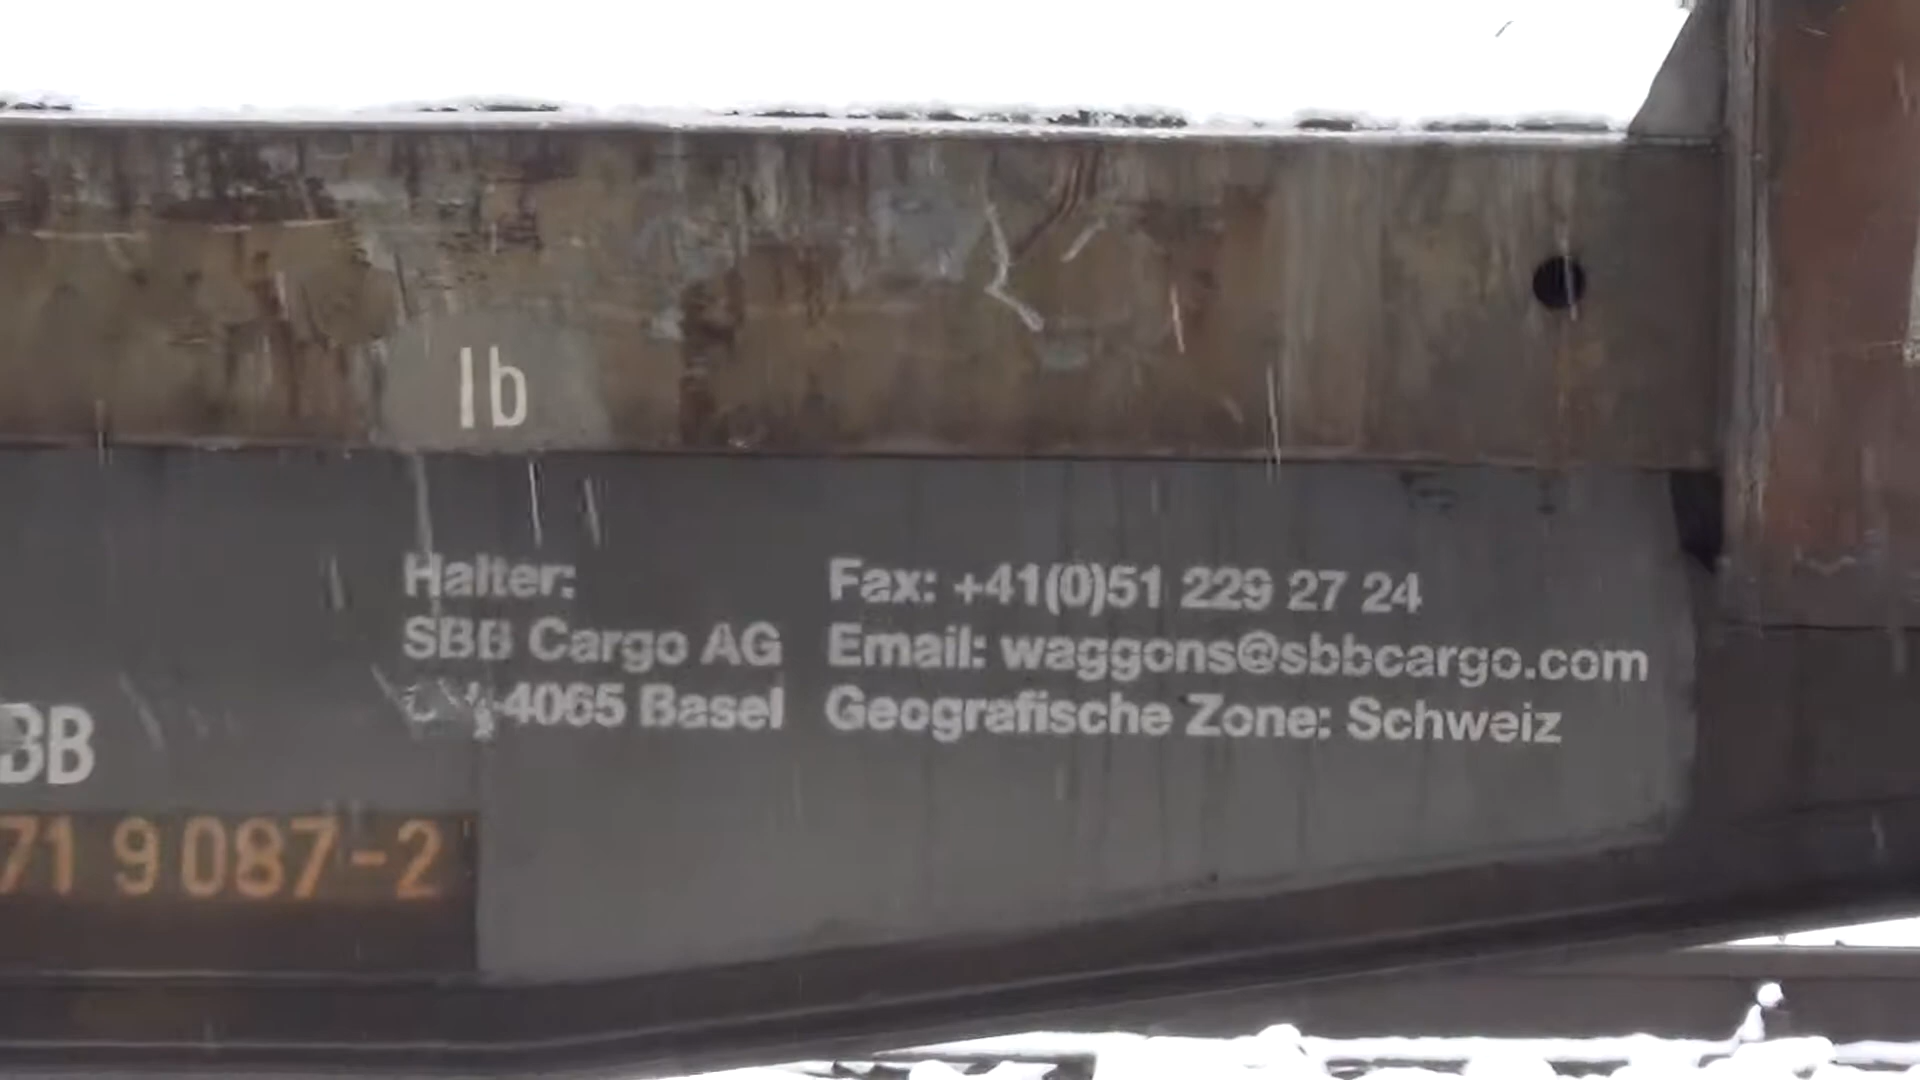 Ib
Halter:
SBB Cargo AG
4065 Basel
Fax: +41(0)51 229 27 24
Email: waggons@sbbcargo.com
Geografische Zone: Schweiz
BB
71 9 087-2